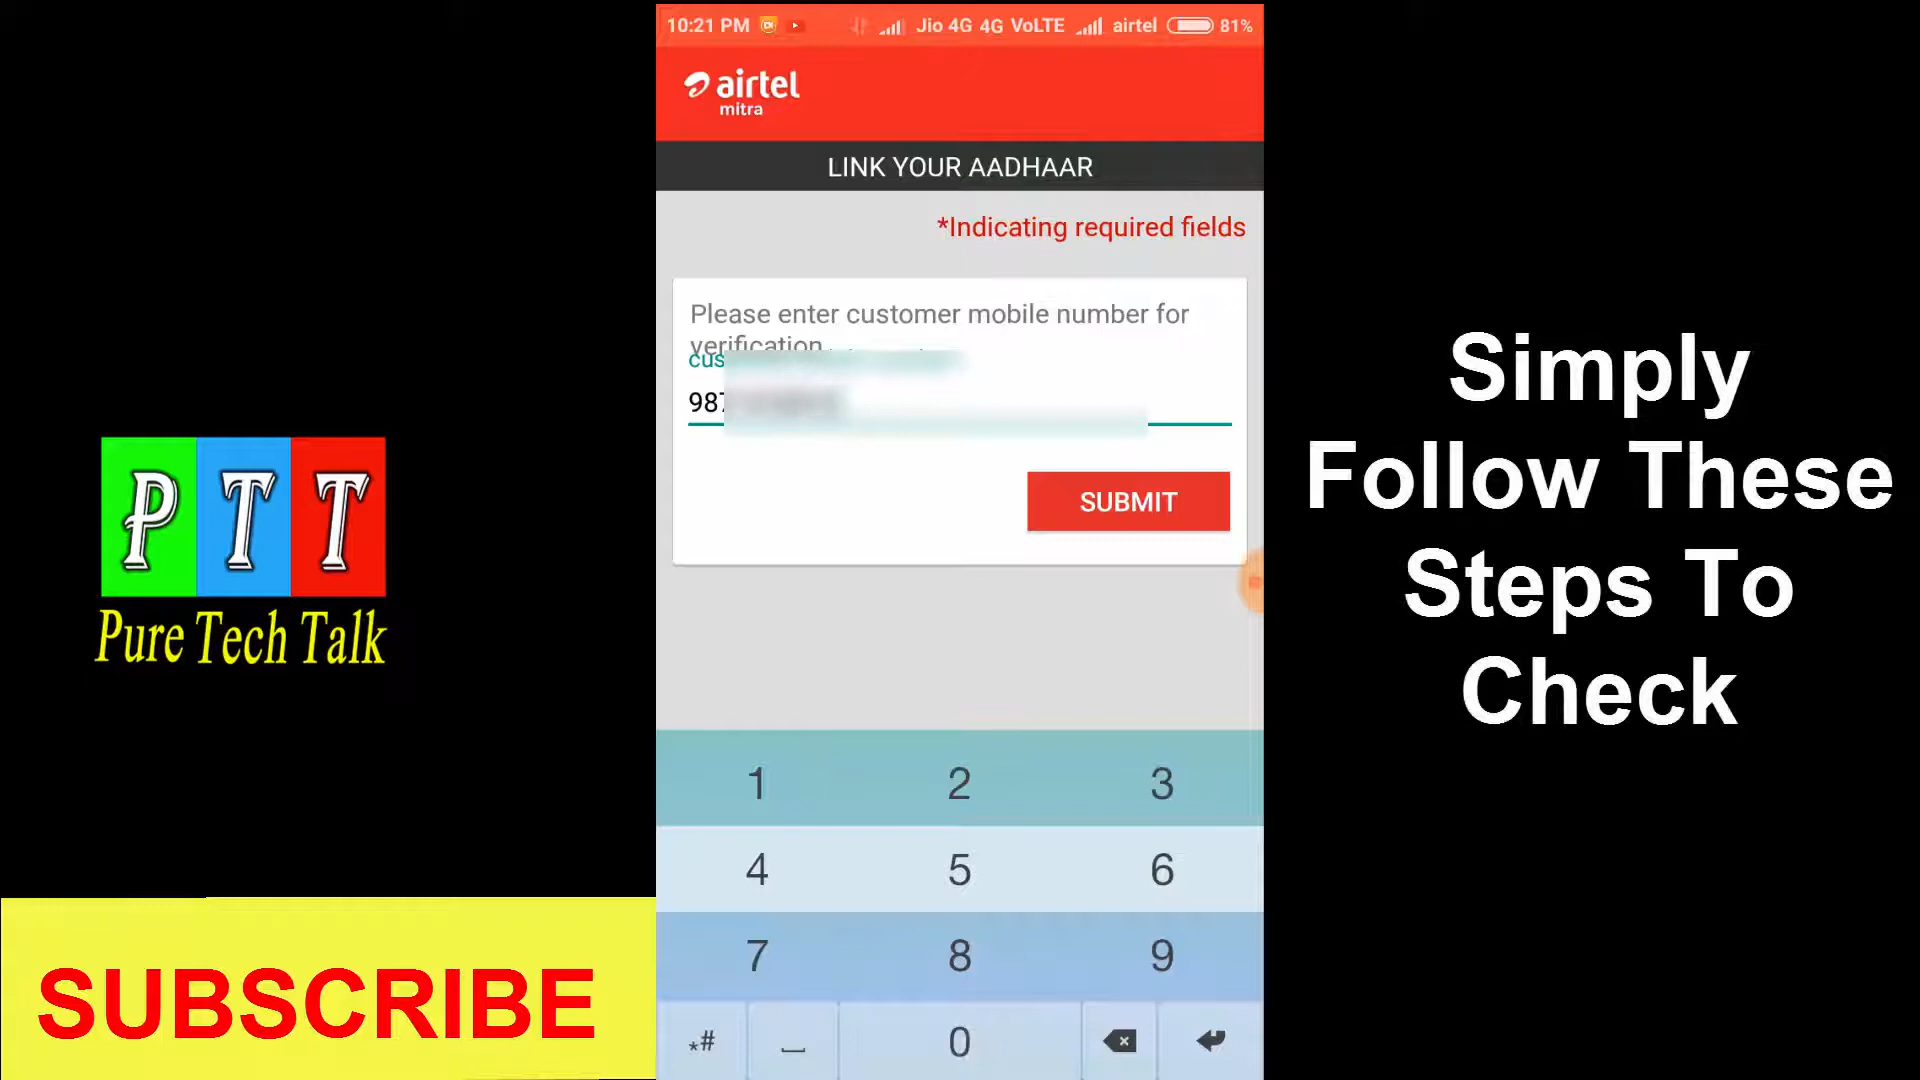 10:21 PM Jio 4G 4G VoLTE airtel 81%
airtel
mitra
LINK YOUR AADHAAR
*Indicating required fields
Please enter customer mobile number for
verification
SUBMIT
1 2 3
4 5 6
7 8 9
*# 0
P T T
Pure Tech Talk
SUBSCRIBE
Simply
Follow These
Steps To
Check